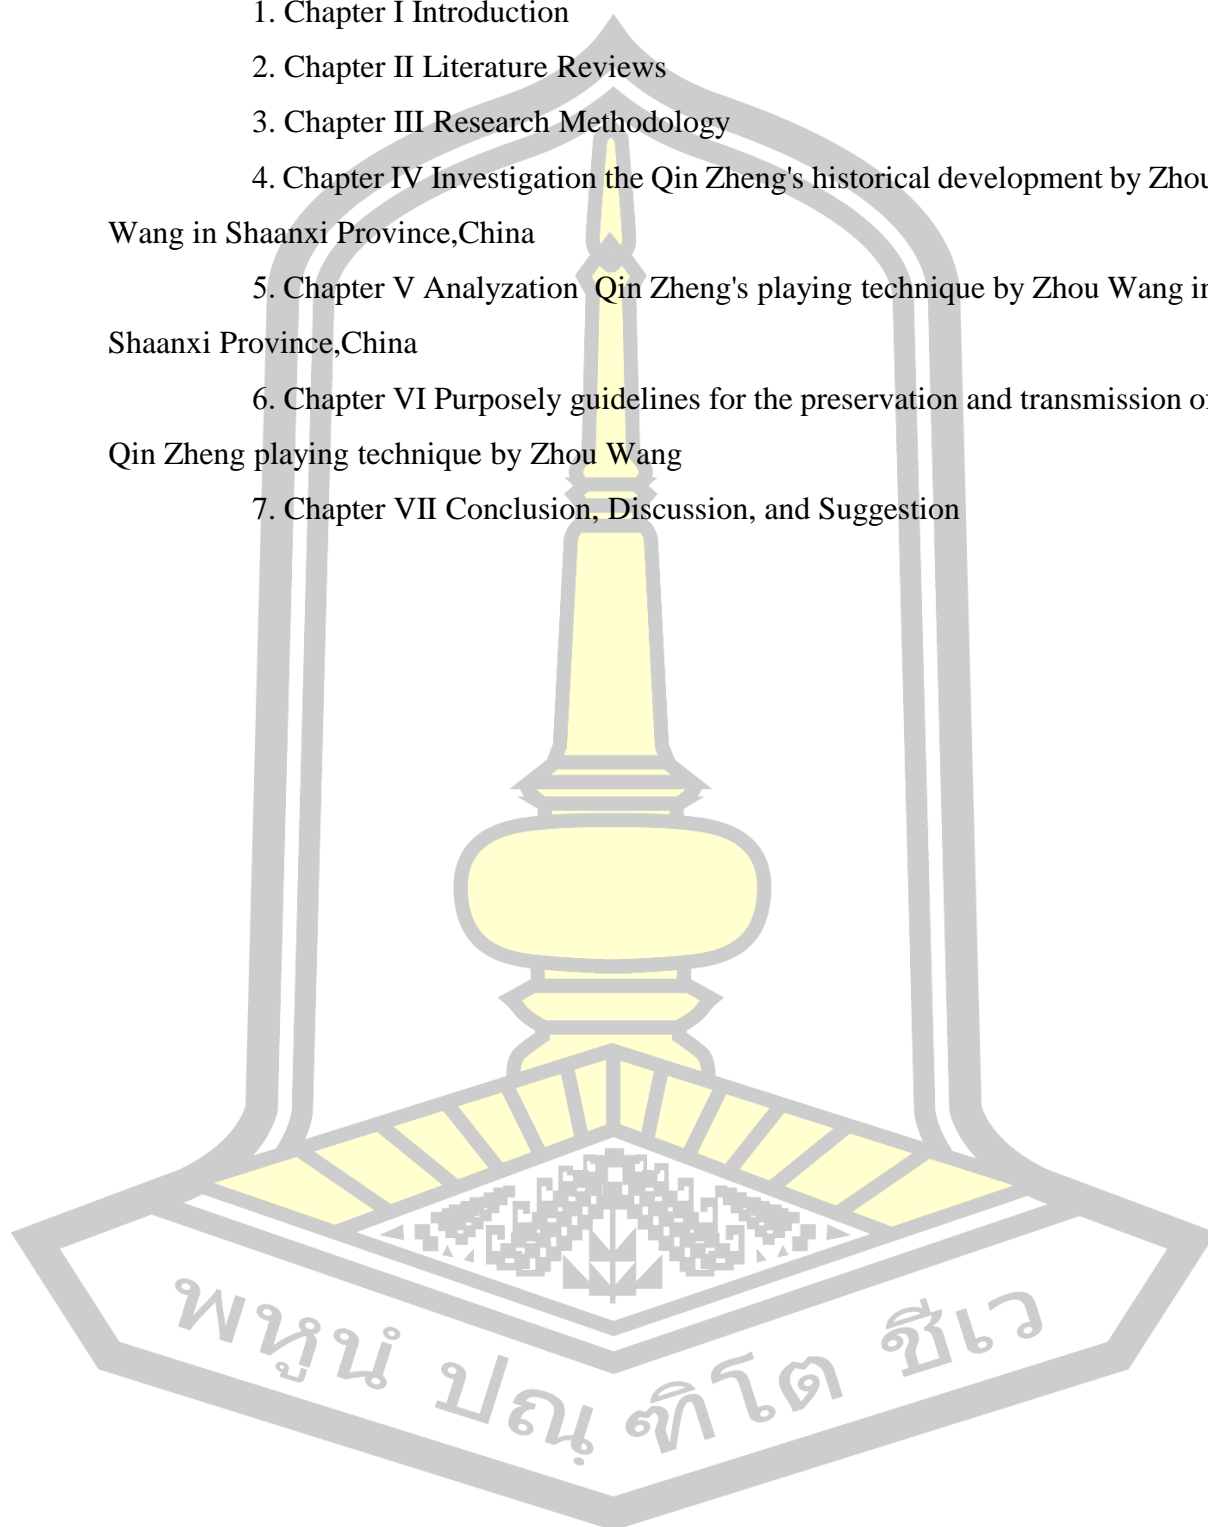 1. Chapter I Introduction
2. Chapter II Literature Reviews
3. Chapter III Research Methodology
4. Chapter IV Investigation the Qin Zheng's historical development by Zhou
Wang in Shaanxi Province,China
5. Chapter V Analyzation  Qin Zheng's playing technique by Zhou Wang in
Shaanxi Province,China
6. Chapter VI Purposely guidelines for the preservation and transmission of
Qin Zheng playing technique by Zhou Wang
7. Chapter VII Conclusion, Discussion, and Suggestion
พหูนํ ปณฺฑิโต ชีเว